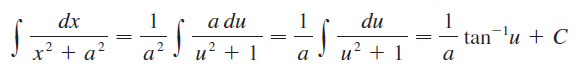 ∫ dx / (x² + a²) = 1/a² ∫ a du / (u² + 1) = 1/a ∫ du / (u² + 1) = 1/a tan⁻¹u + C